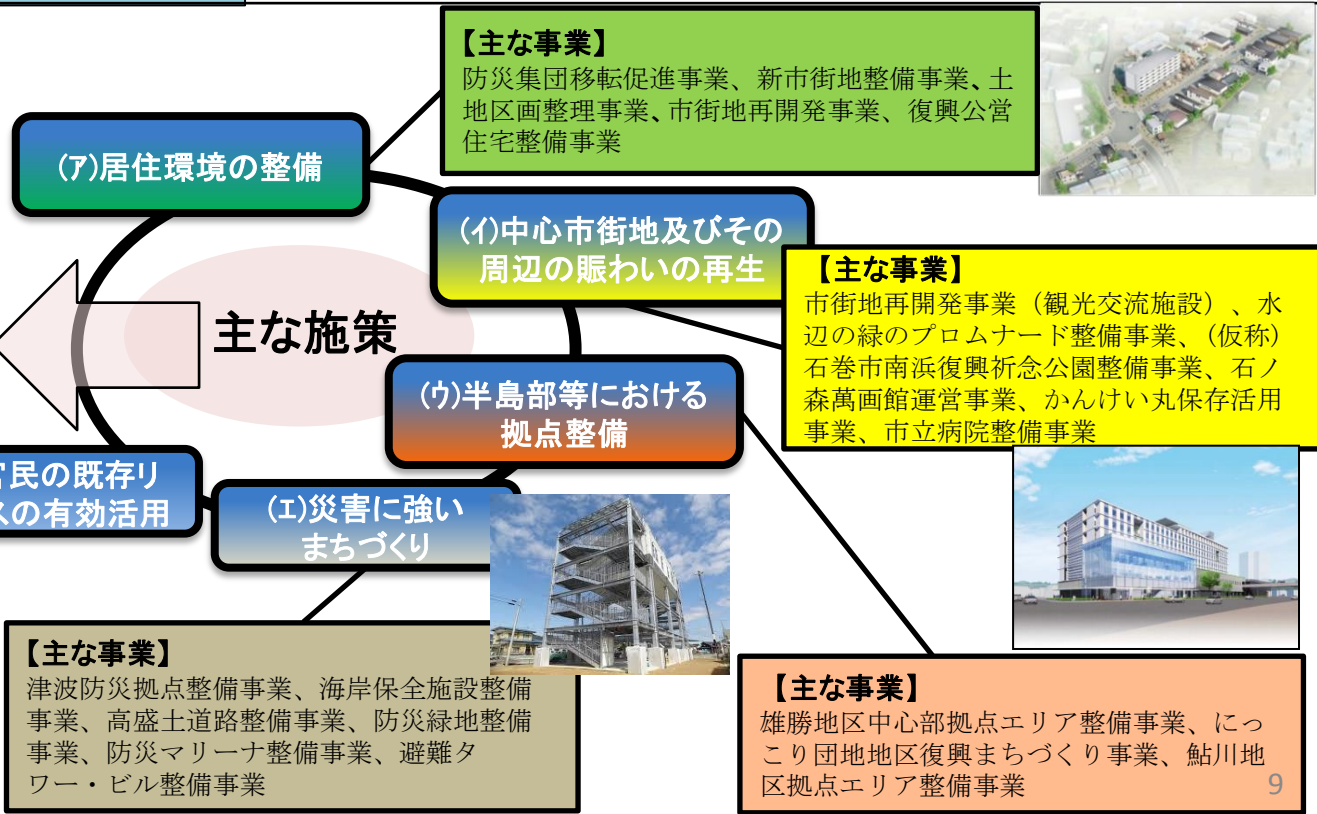 【主な事業】
防災集団移転促進事業、新市街地整備事業、土
地区画整理事業、市街地再開発事業、復興公営
住宅整備事業
(ア)居住環境の整備
(イ)中心市街地及びその
周辺の賑わいの再生
【主な事業】
市街地再開発事業（観光交流施設）、水
辺の緑のプロムナード整備事業、（仮称）
石巻市南浜復興祈念公園整備事業、石ノ
森萬画館運営事業、かんけい丸保存活用
事業、市立病院整備事業
主な施策
(ウ)半島部等における
拠点整備
官民の既存リ
スの有効活用
(エ)災害に強い
まちづくり
【主な事業】
津波防災拠点整備事業、海岸保全施設整備
事業、高盛土道路整備事業、防災緑地整備
事業、防災マリーナ整備事業、避難タ
ワー・ビル整備事業
【主な事業】
雄勝地区中心部拠点エリア整備事業、にっ
こり団地地区復興まちづくり事業、鮎川地
区拠点エリア整備事業
9